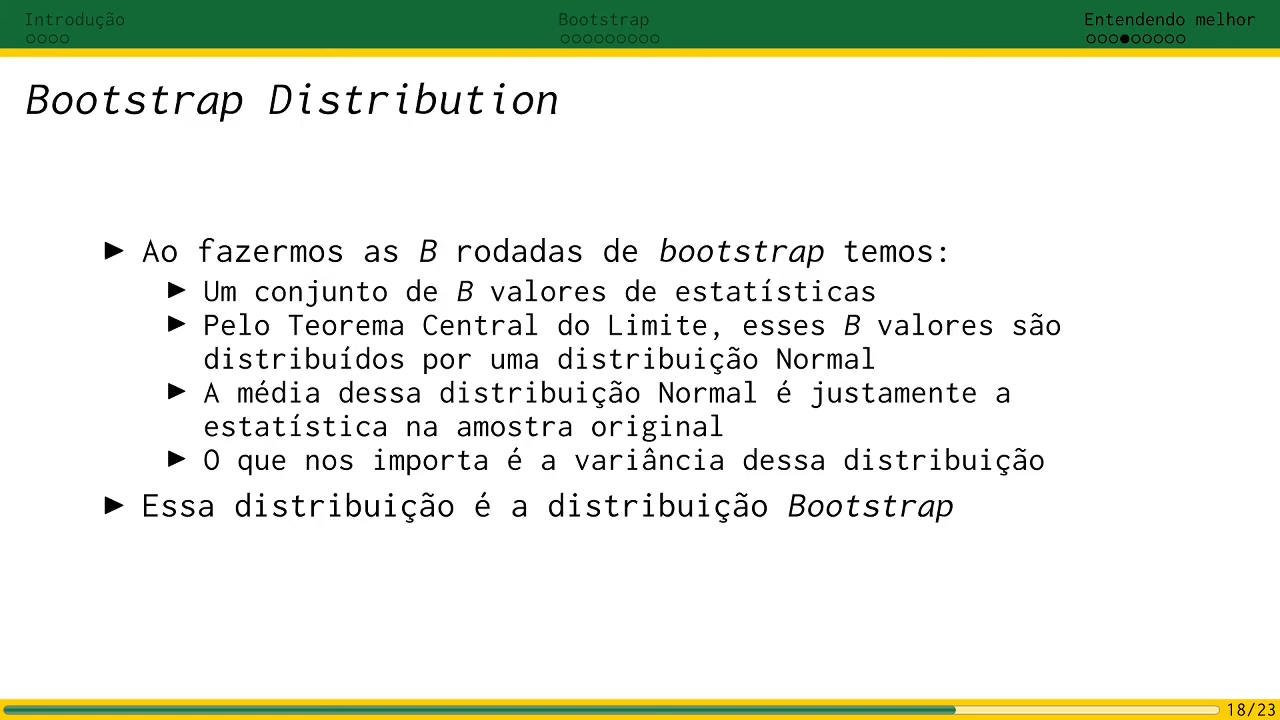 Introdução Bootstrap Entendendo melhor
Bootstrap Distribution
▶ Ao fazermos as B rodadas de bootstrap temos:
▶ Um conjunto de B valores de estatísticas
▶ Pelo Teorema Central do Limite, esses B valores são
distribuídos por uma distribuição Normal
▶ A média dessa distribuição Normal é justamente a
estatística na amostra original
▶ O que nos importa é a variância dessa distribuição
▶ Essa distribuição é a distribuição Bootstrap
18/23